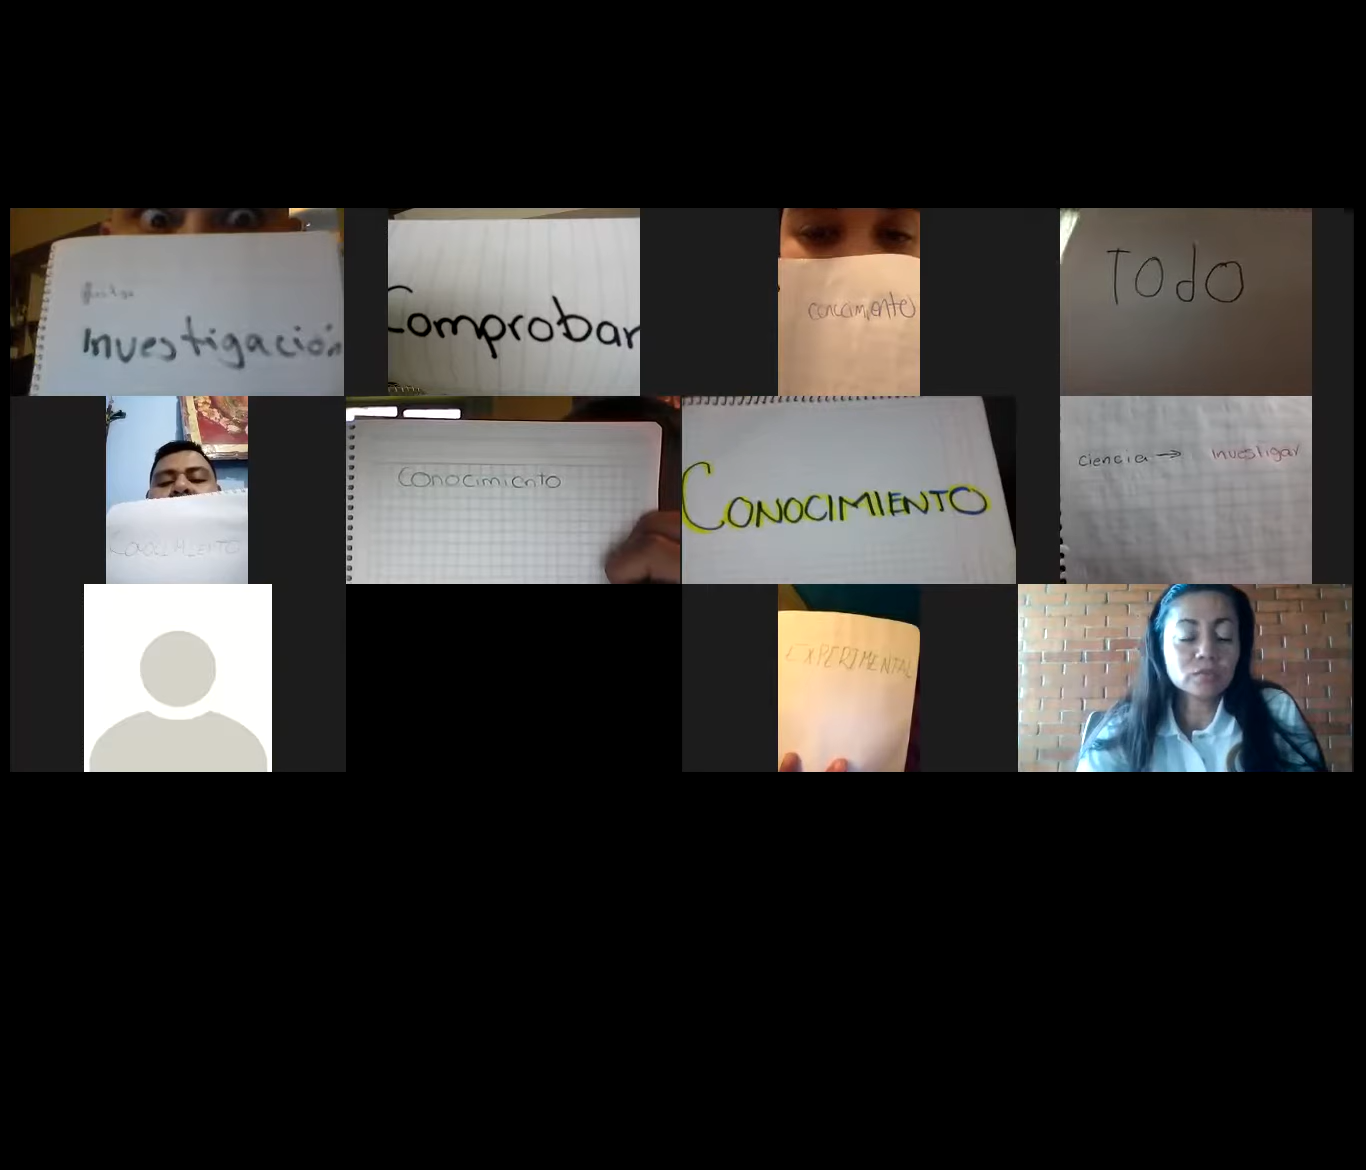 Investigación
Comprobar
conocimiento
Todo
CONOCIMIENTO
Conocimiento
CONOCIMIENTO
ciencia → investigar
EXPERIMENTAL